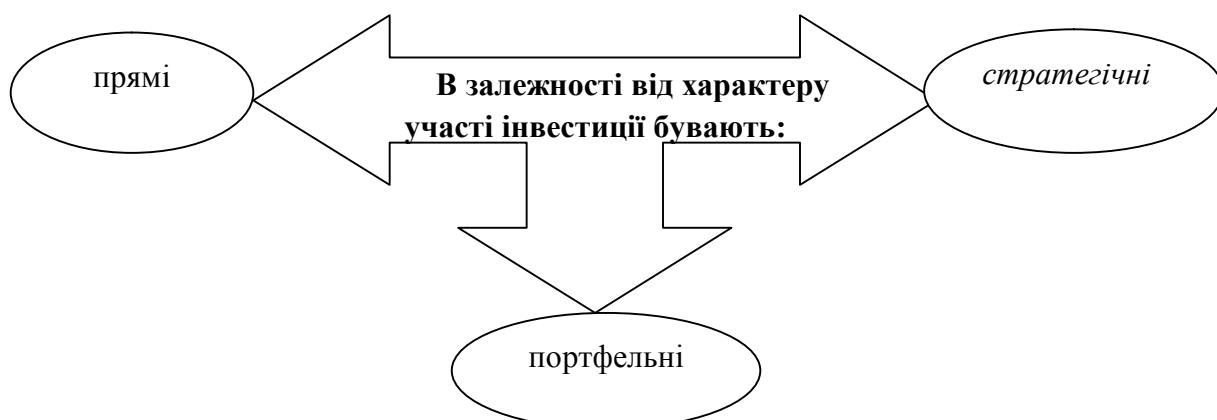 прямі
В залежності від характеру
участі інвестиції бувають:
стратегічні
портфельні